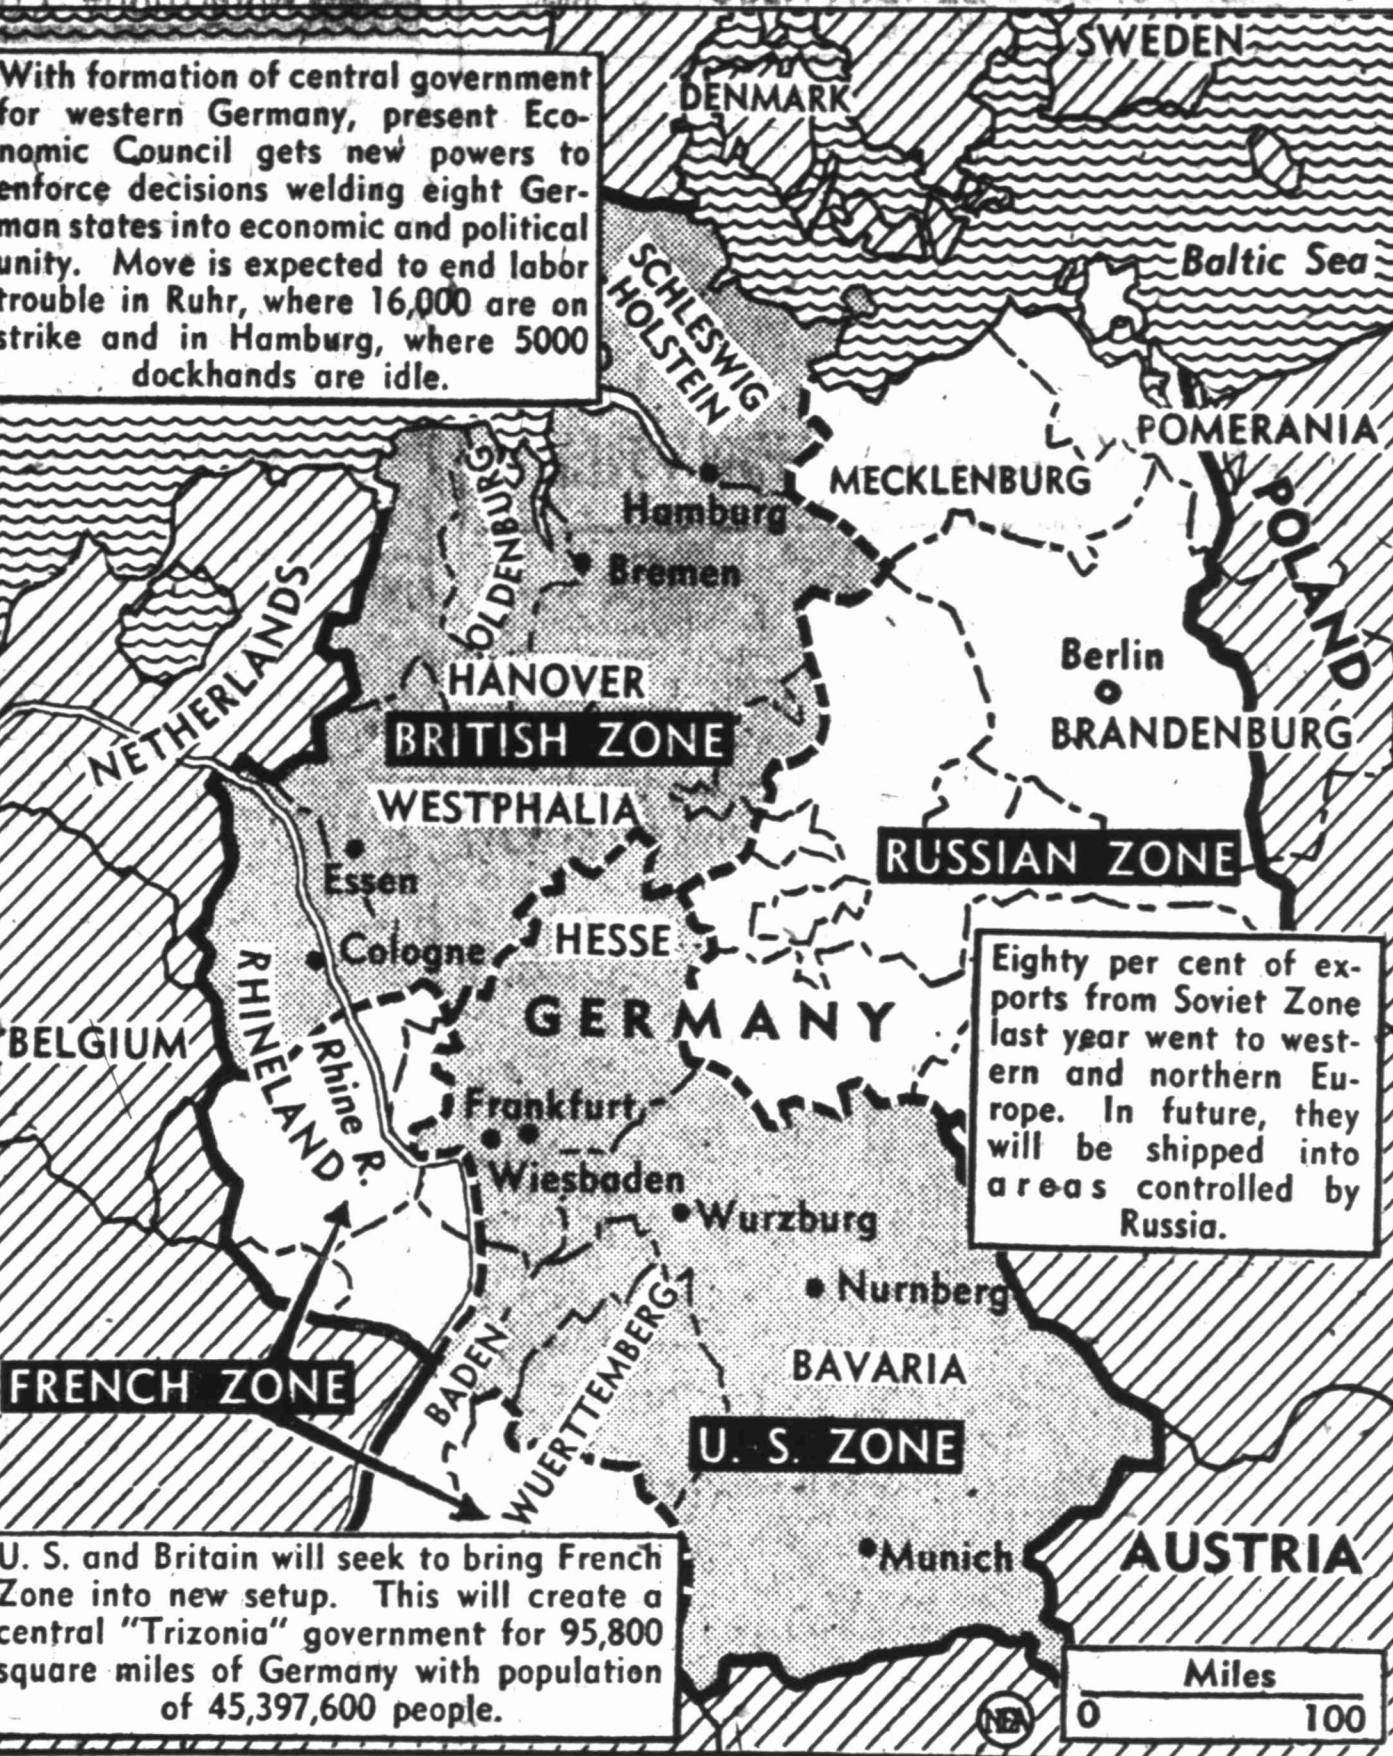 With formation of central government
for western Germany, present Eco-
nomic Council gets new powers to
enforce decisions welding eight Ger-
man states into economic and political
unity. Move is expected to end labor
trouble in Ruhr, where 16,000 are on
strike and in Hamburg, where 5000
dockhands are idle.
SWEDEN
DENMARK
Baltic Sea
SCHLESWIG
HOLSTEIN
POMERANIA
MECKLENBURG
POLAND
Hamburg
OLDENBURG
Bremen
NETHERLANDS
Berlin
HANOVER
BRANDENBURG
BRITISH ZONE
WESTPHALIA
RUSSIAN ZONE
Essen
HESSE
Cologne
RHINELAND
GERMANY
BELGIUM
Rhine R.
Eighty per cent of ex-
ports from Soviet Zone
last year went to west-
ern and northern Eu-
rope. In future, they
will be shipped into
areas controlled by
Russia.
Frankfurt
Wiesbaden
Wurzburg
Nurnberg
FRENCH ZONE
BADEN
WUERTTEMBERG
BAVARIA
U. S. ZONE
Munich
AUSTRIA
U. S. and Britain will seek to bring French
Zone into new setup. This will create a
central "Trizonia" government for 95,800
square miles of Germany with population
of 45,397,600 people.
NEA
Miles
0 100